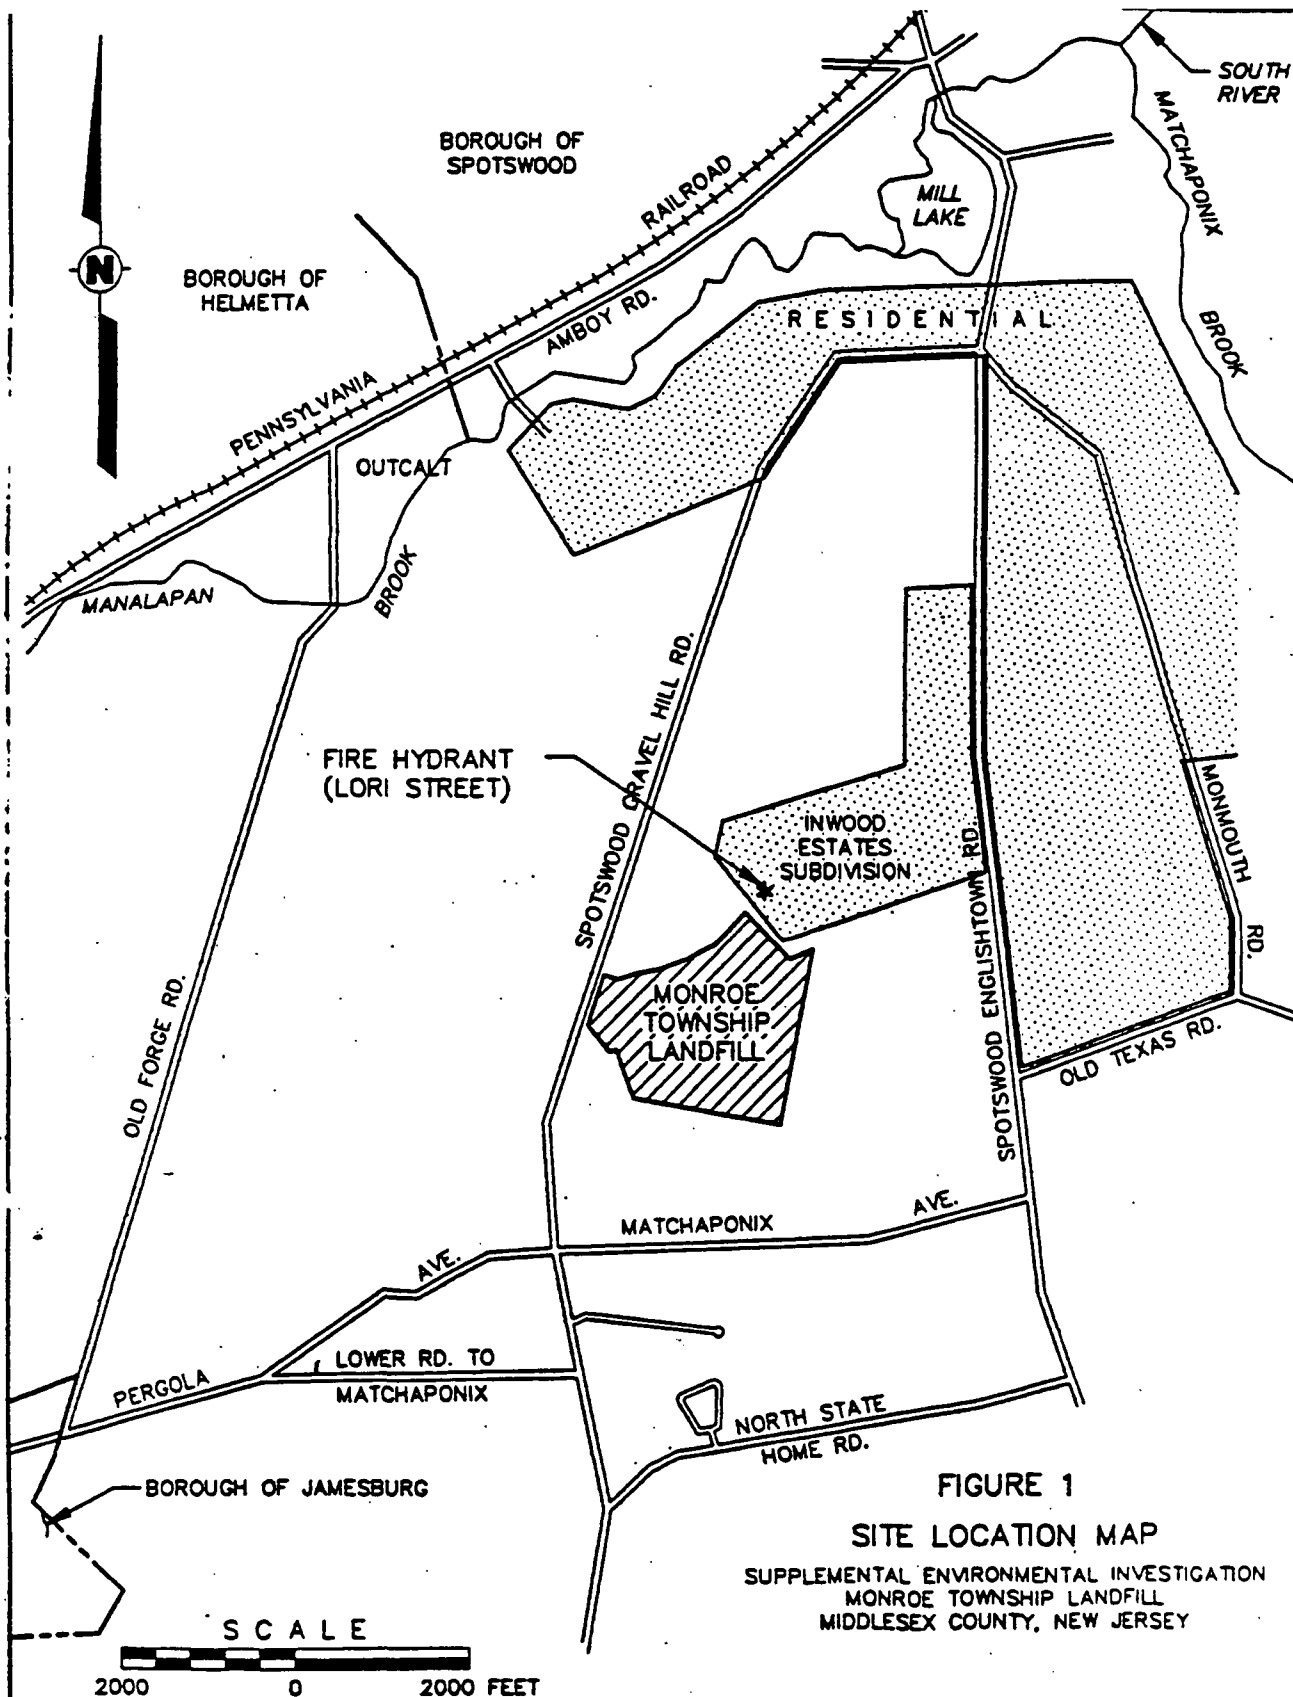 SOUTH
RIVER
MATCHAPONIX
BROOK
BOROUGH OF
SPOTSWOOD
RAILROAD
MILL
LAKE
N
BOROUGH OF
HELMETTA
AMBOY RD.
RESIDENTIAL
PENNSYLVANIA
OUTCALT
MANALAPAN
BROOK
SPOTSWOOD GRAVEL HILL RD.
FIRE HYDRANT
(LORI STREET)
INWOOD
ESTATES
SUBDIVISION
MONMOUTH
RD.
SPOTSWOOD ENGLISHTOWN RD.
OLD FORGE RD.
MONROE
TOWNSHIP
LANDFILL
OLD TEXAS RD.
MATCHAPONIX
AVE.
AVE.
LOWER RD. TO
MATCHAPONIX
PERGOLA
NORTH STATE
HOME RD.
BOROUGH OF JAMESBURG
FIGURE 1
SITE LOCATION MAP
SUPPLEMENTAL ENVIRONMENTAL INVESTIGATION
MONROE TOWNSHIP LANDFILL
MIDDLESEX COUNTY, NEW JERSEY
SCALE
2000 0 2000 FEET